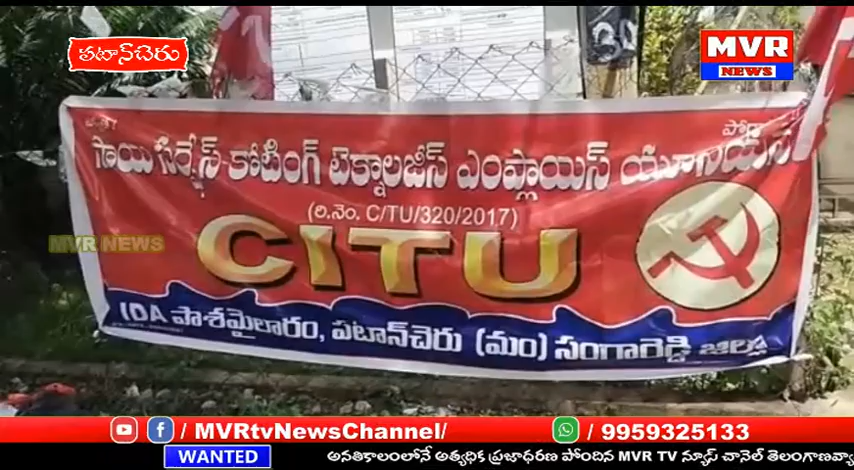 పటాన్‌చెరు
MVR
NEWS
సాయి సర్ఫేస్-కోటింగ్ టెక్నాలజీస్ ఎంప్లాయిస్ యూనియన్
(రి.నెం. C/TU/320/2017)
CITU
MVR NEWS
IDA పాశమైలారం, పటాన్‌చెరు (మం) సంగారెడ్డి జిల్లా
/ MVRtvNewsChannel/
/ 9959325133
WANTED
అనతికాలంలోనే అత్యధిక ప్రజాధరణ పొందిన MVR TV న్యూస్ చానెల్ తెలంగాణవ్యా